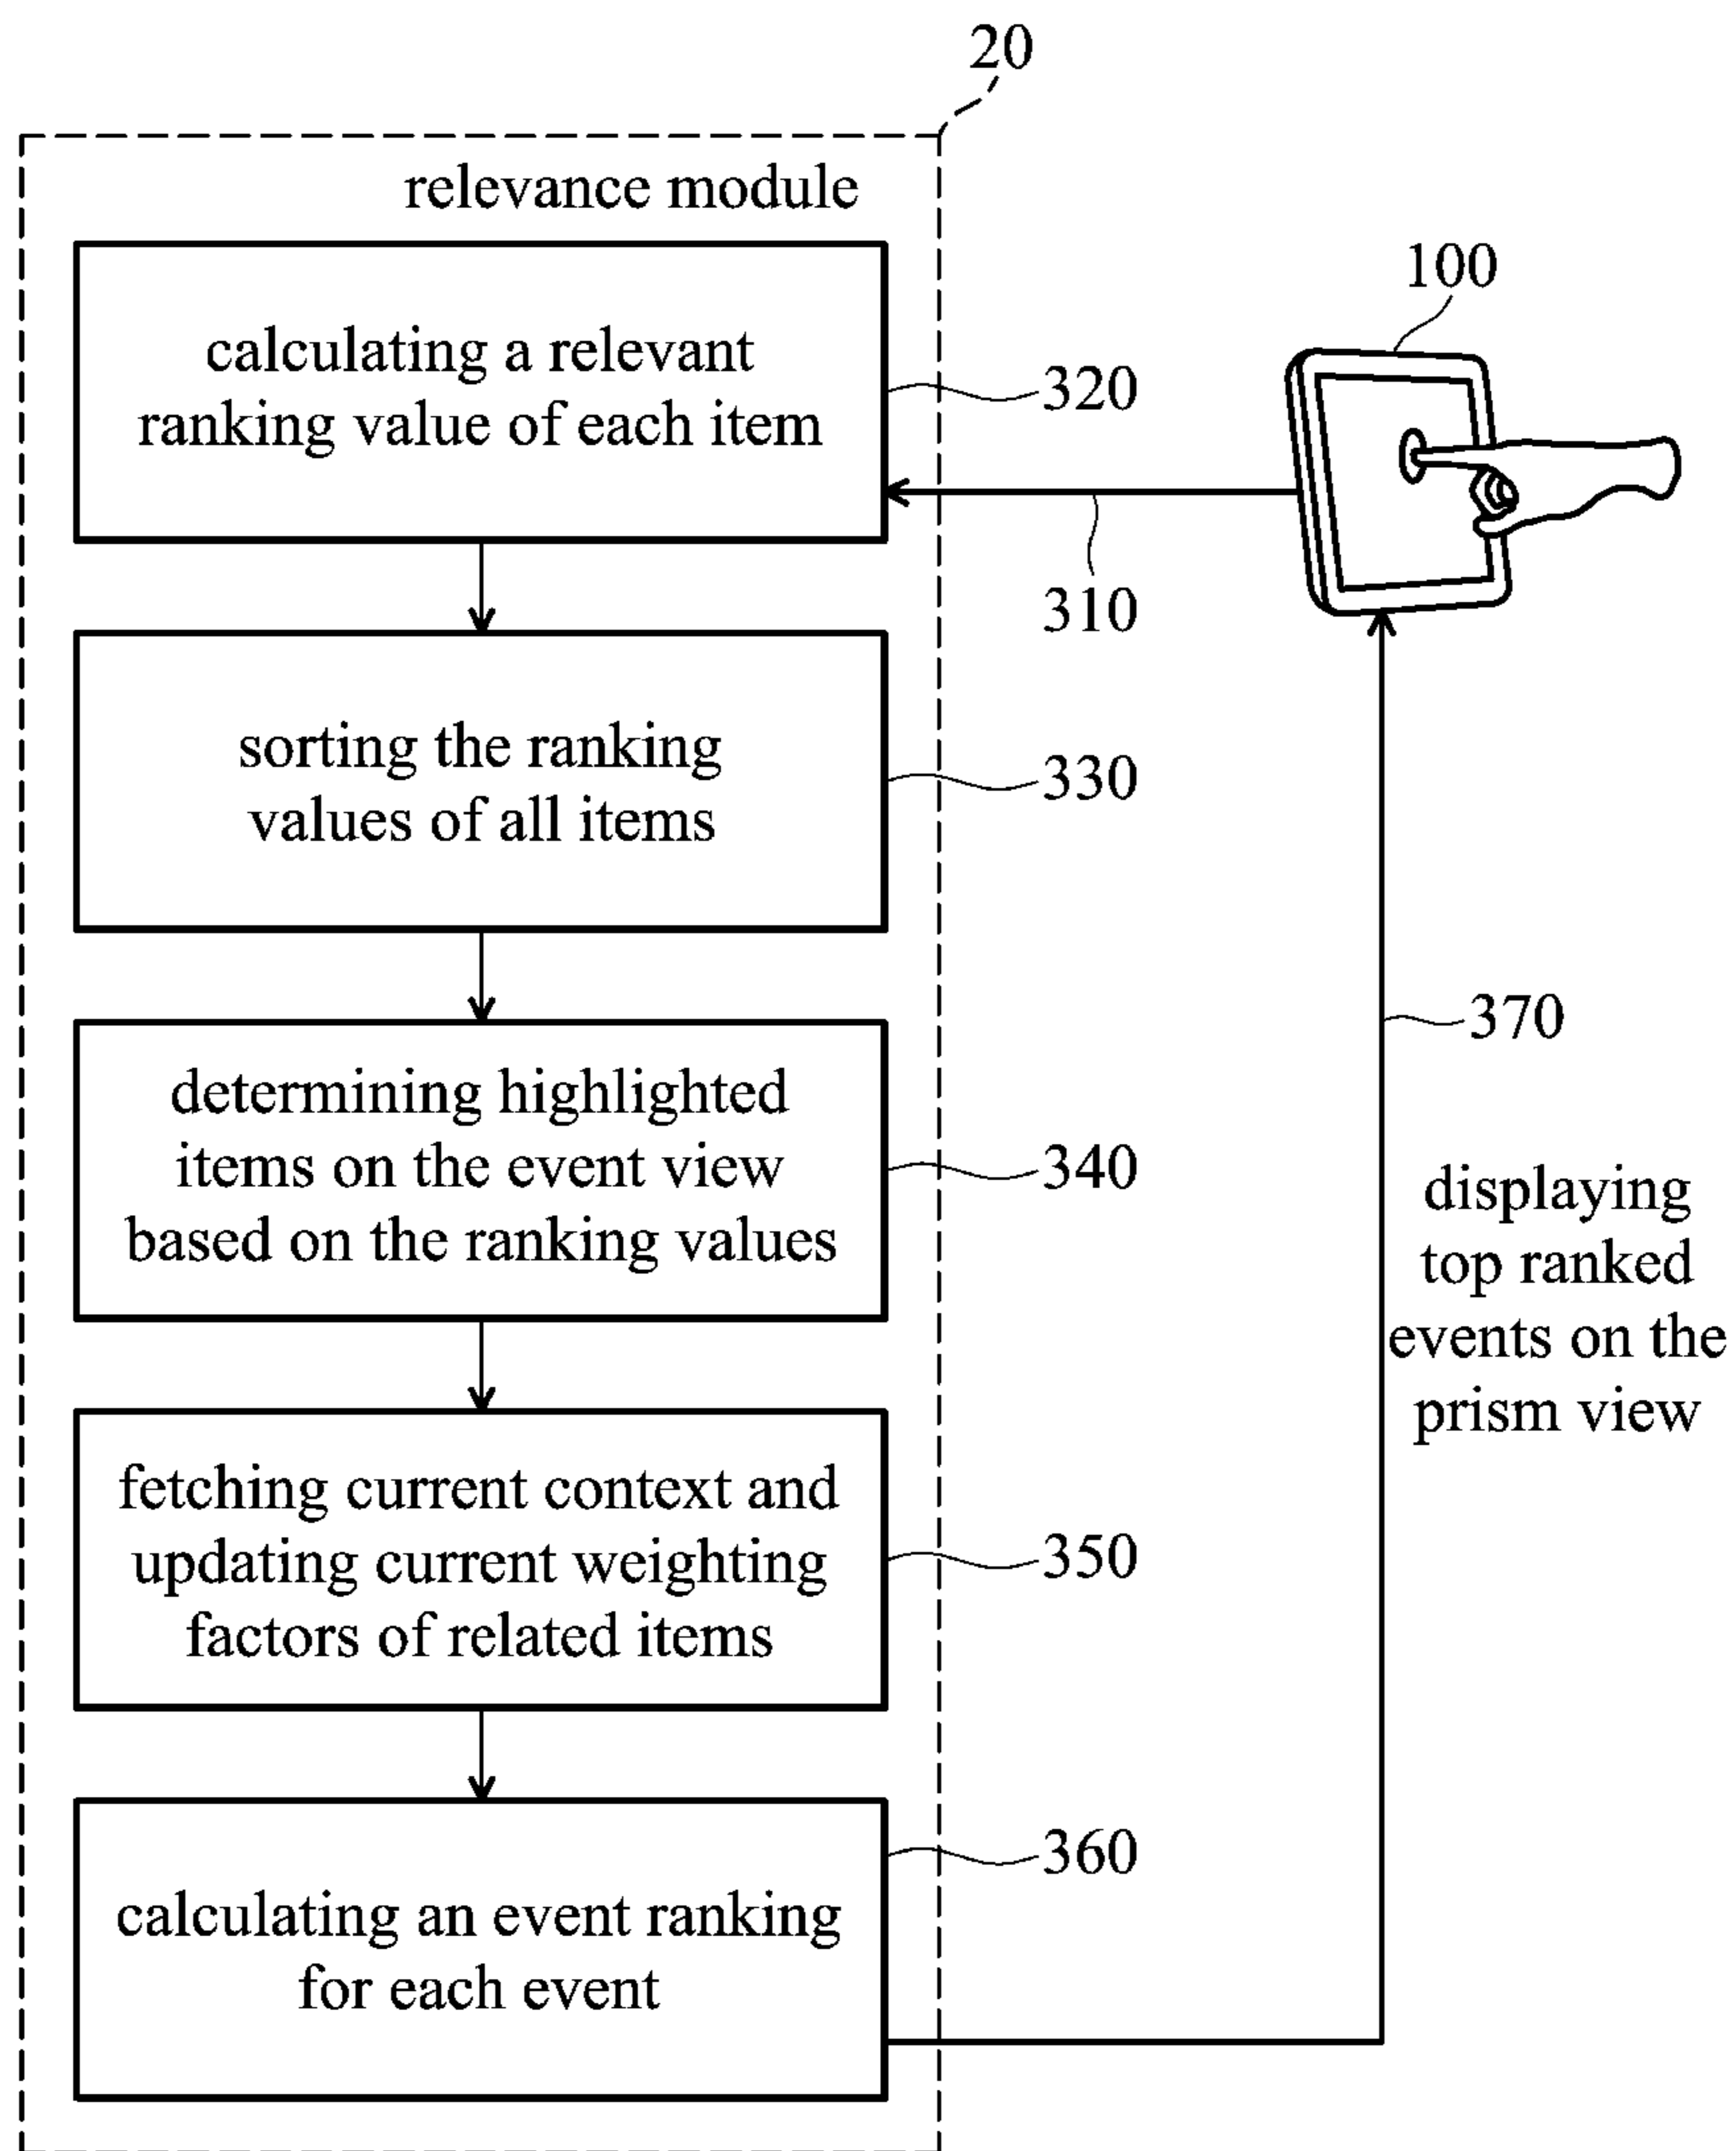 20
relevance module
100
calculating a relevant
ranking value of each item
320
310
sorting the ranking
values of all items
330
determining highlighted
items on the event view
based on the ranking values
340
370
displaying
top ranked
events on the
prism view
fetching current context and
updating current weighting
factors of related items
350
360
calculating an event ranking
for each event